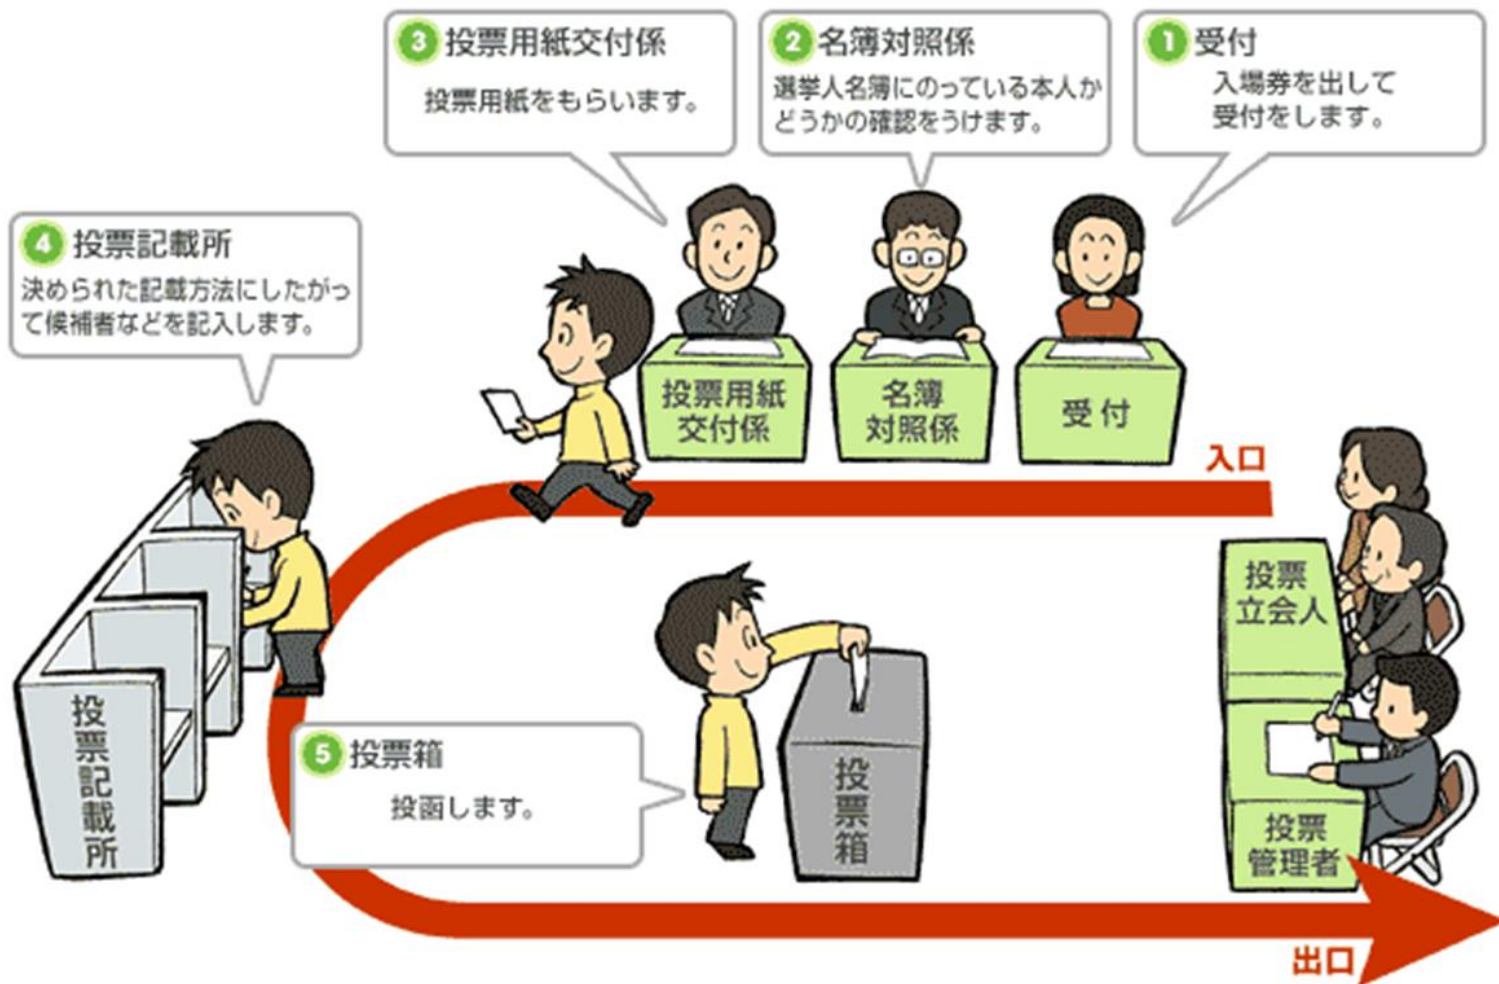 ③ 投票用紙交付係
投票用紙をもらいます。
② 名簿対照係
選挙人名簿にのっている本人か
どうかの確認をうけます。
① 受付
入場券を出して
受付をします。
④ 投票記載所
決められた記載方法にしたがっ
て候補者などを記入します。
投票用紙
交付係
名簿
対照係
受付
入口
投票
立会人
投票記載所
⑤ 投票箱
投函します。
投票箱
投票
管理者
出口